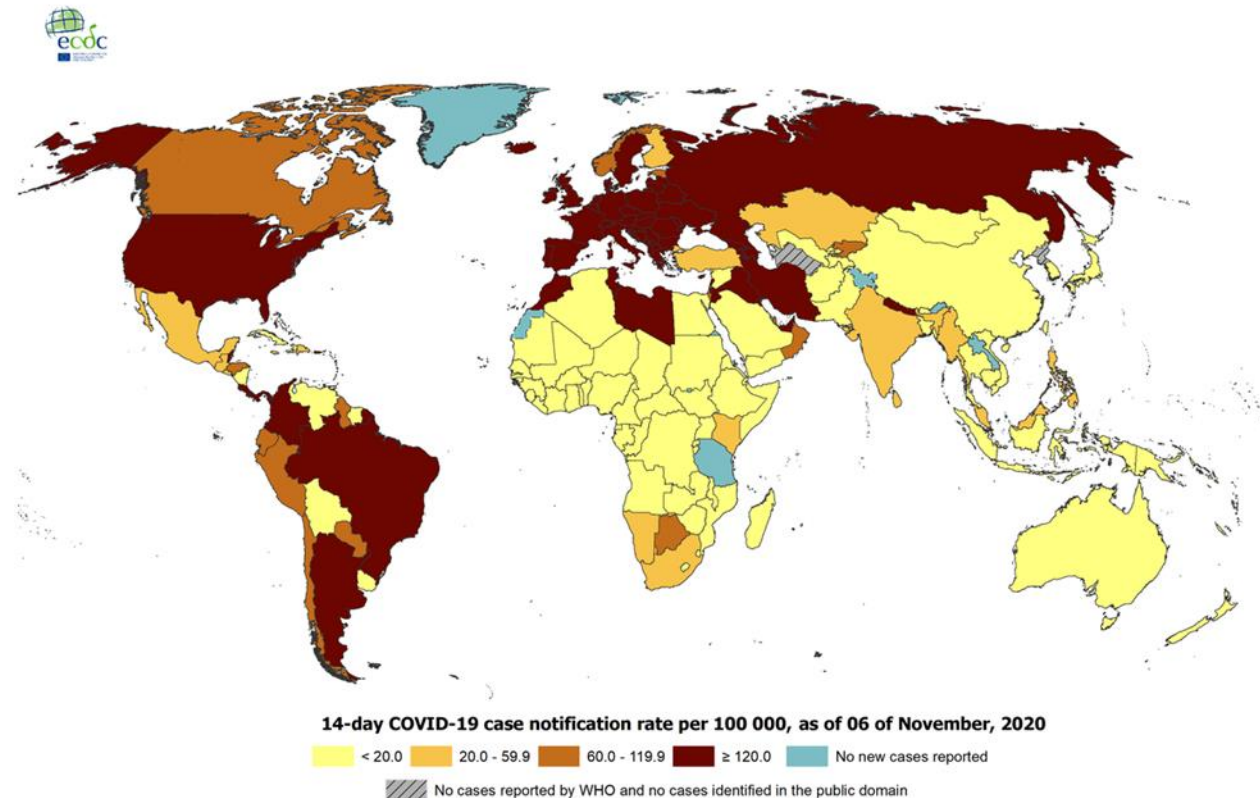 ecdc
14-day COVID-19 case notification rate per 100 000, as of 06 of November, 2020
< 20.0 20.0 - 59.9 60.0 - 119.9 ≥ 120.0 No new cases reported
No cases reported by WHO and no cases identified in the public domain